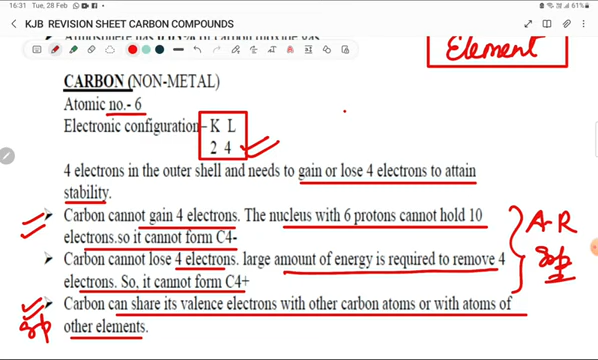 16:31 Tue, 28 Feb
61%
KJB REVISION SHEET CARBON COMPOUNDS
Element
CARBON (NON-METAL)
Atomic no.- 6
Electronic configuration– K L
2 4
4 electrons in the outer shell and needs to gain or lose 4 electrons to attain
stability.
Carbon cannot gain 4 electrons. The nucleus with 6 protons cannot hold 10
electrons.so it cannot form C4-
Carbon cannot lose 4 electrons. large amount of energy is required to remove 4
electrons. So, it cannot form C4+
A-R
Carbon can share its valence electrons with other carbon atoms or with atoms of
other elements.